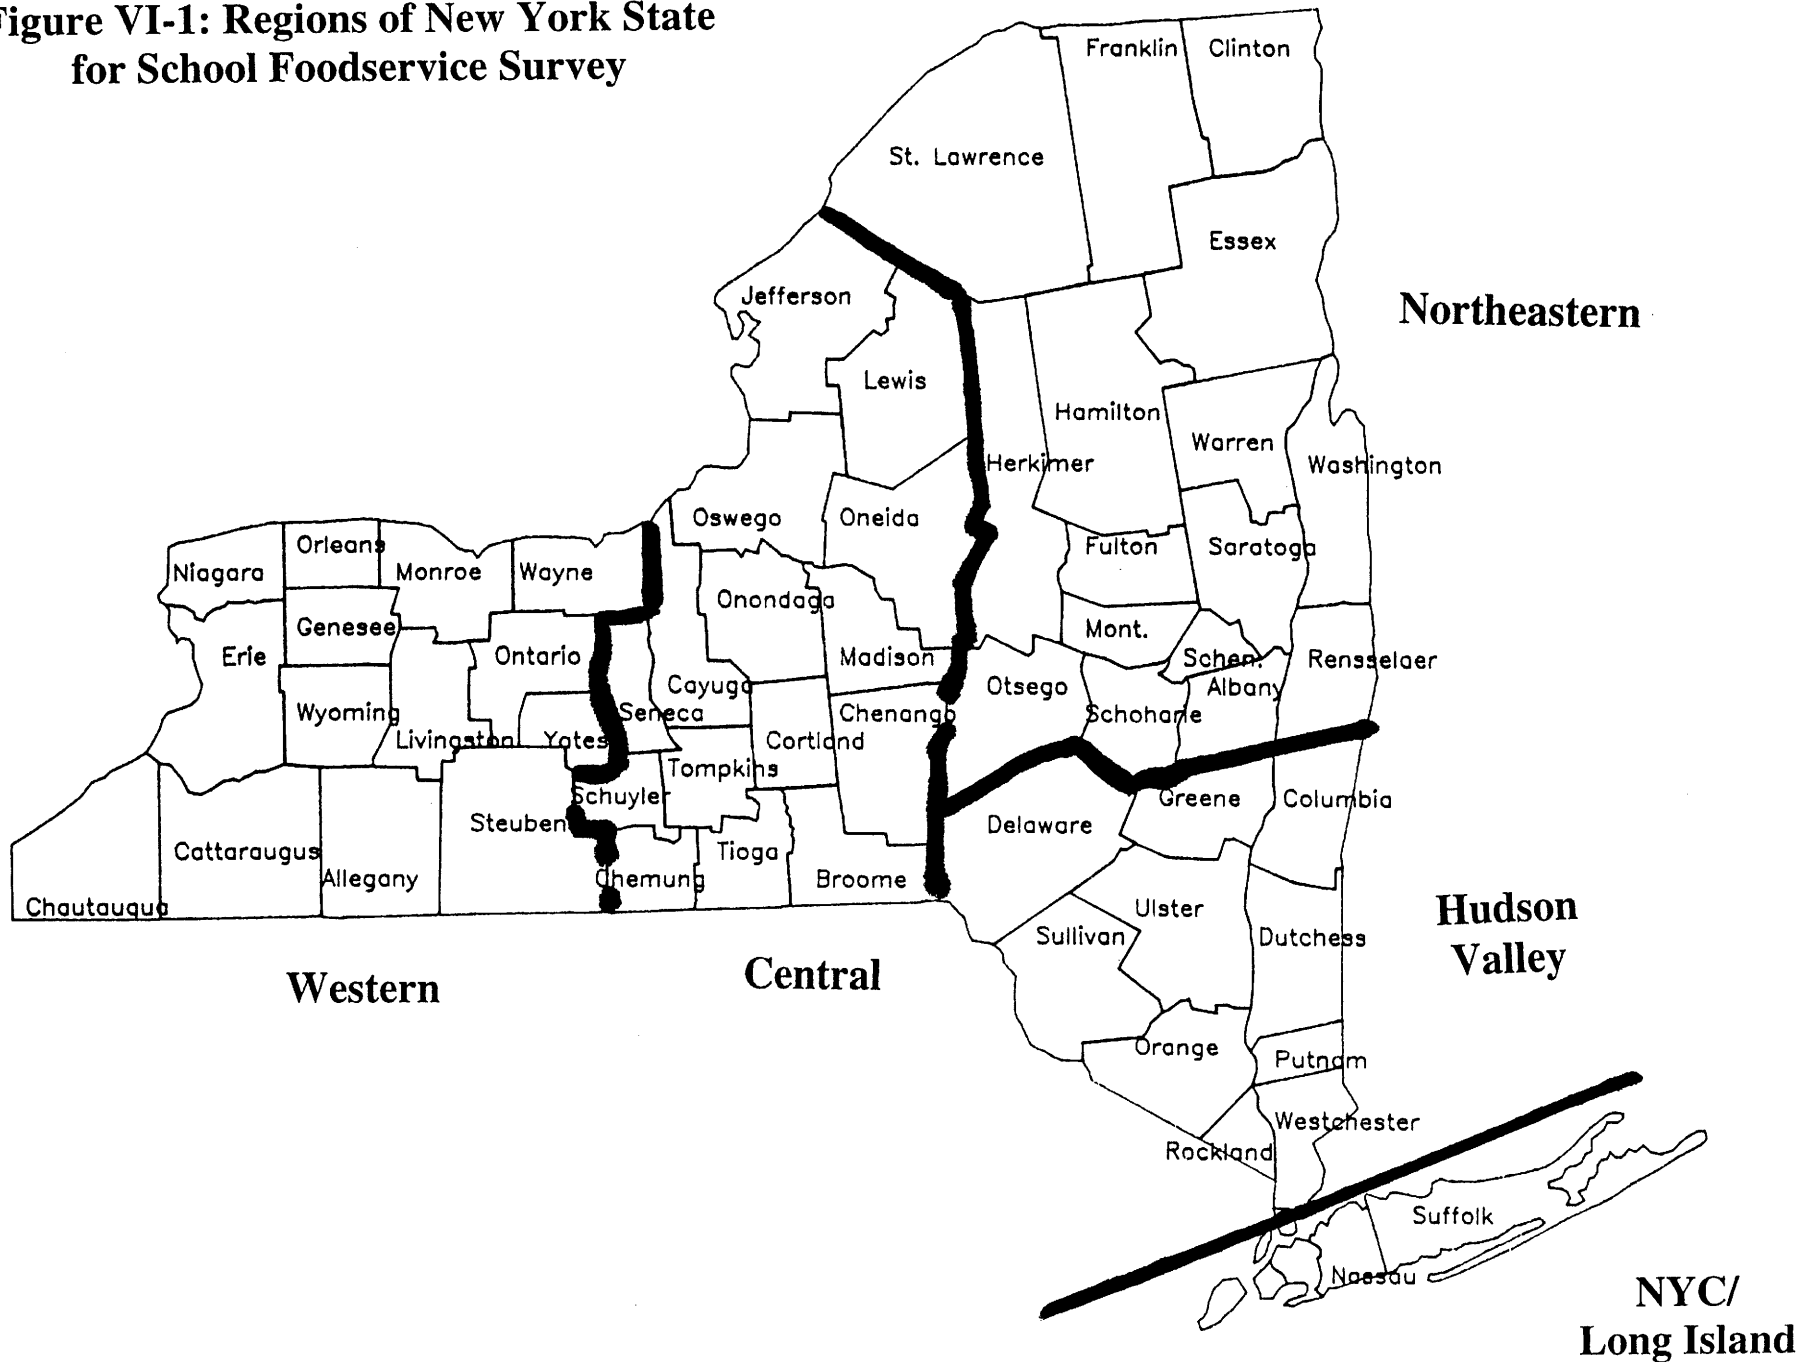 Figure VI-1: Regions of New York State
for School Foodservice Survey
Franklin
Clinton
St. Lawrence
Essex
Jefferson
Northeastern
Lewis
Hamilton
Warren
Herkimer
Washington
Oswego
Oneida
Orleans
Fulton
Saratoga
Niagara
Monroe
Wayne
Onondaga
Genesee
Mont.
Erie
Ontario
Madison
Schen.
Rensselaer
Cayuga
Otsego
Albany
Wyoming
Seneca
Chenango
Schoharie
Livingston
Yates
Cortland
Tompkins
Schuyler
Greene
Columbia
Steuben
Delaware
Cattaraugus
Tioga
Allegany
Chemung
Broome
Chautauqua
Ulster
Hudson
Valley
Sullivan
Dutchess
Western
Central
Orange
Putnam
Westchester
Rockland
Suffolk
Nassau
NYC/
Long Island